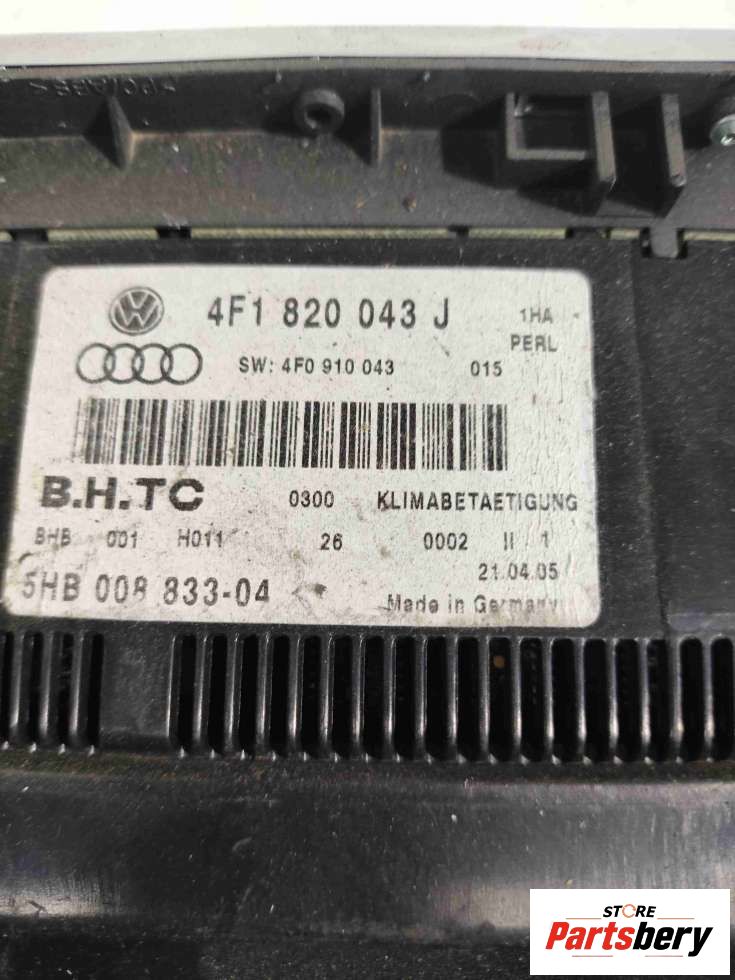 4F1 820 043 J
1HA
PERL
SW: 4F0 910 043 015
B.H.TC 0300 KLIMABETAETIGUNG
BHB 001 H011 26 0002 II 1
21.04.05
5HB 008 833-04
Made in Germany
STORE
Partsbery